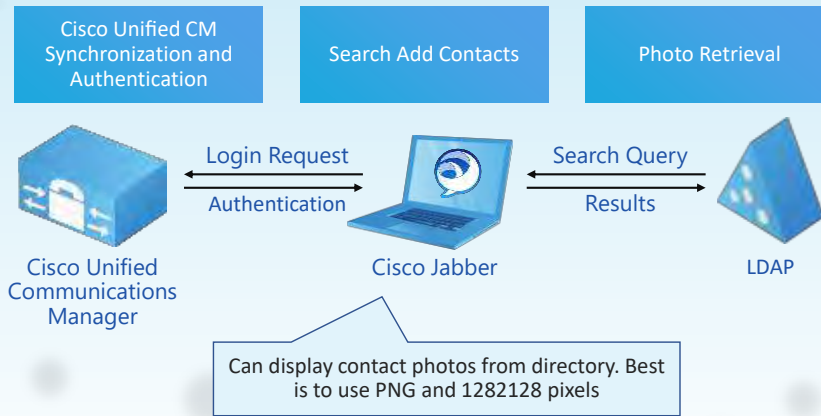 Cisco Unified CM
Synchronization and
Authentication
Search Add Contacts
Photo Retrieval
Login Request
Authentication
Search Query
Results
Cisco Unified
Communications
Manager
Cisco Jabber
LDAP
Can display contact photos from directory. Best
is to use PNG and 1282128 pixels